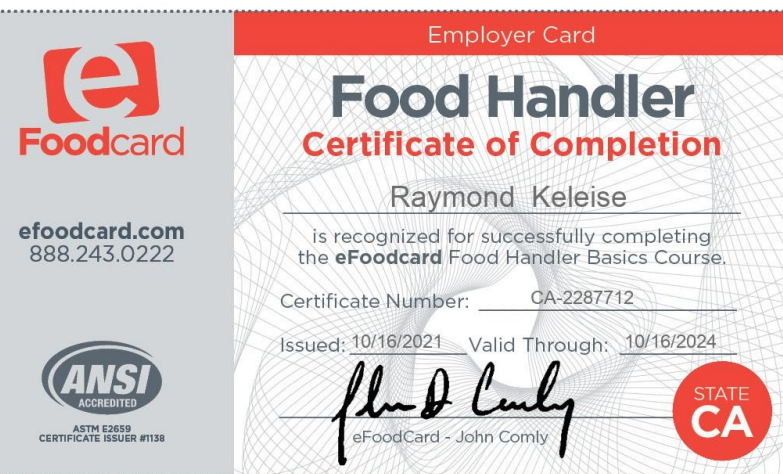 Employer Card
e
Foodcard
efoodcard.com
888.243.0222
ANSI
ACCREDITED
ASTM E2659
CERTIFICATE ISSUER #1138
Food Handler
Certificate of Completion
Raymond Keleise
is recognized for successfully completing
the eFoodcard Food Handler Basics Course.
Certificate Number: CA-2287712
Issued: 10/16/2021 Valid Through: 10/16/2024
John D Comly
eFoodCard - John Comly
STATE
CA